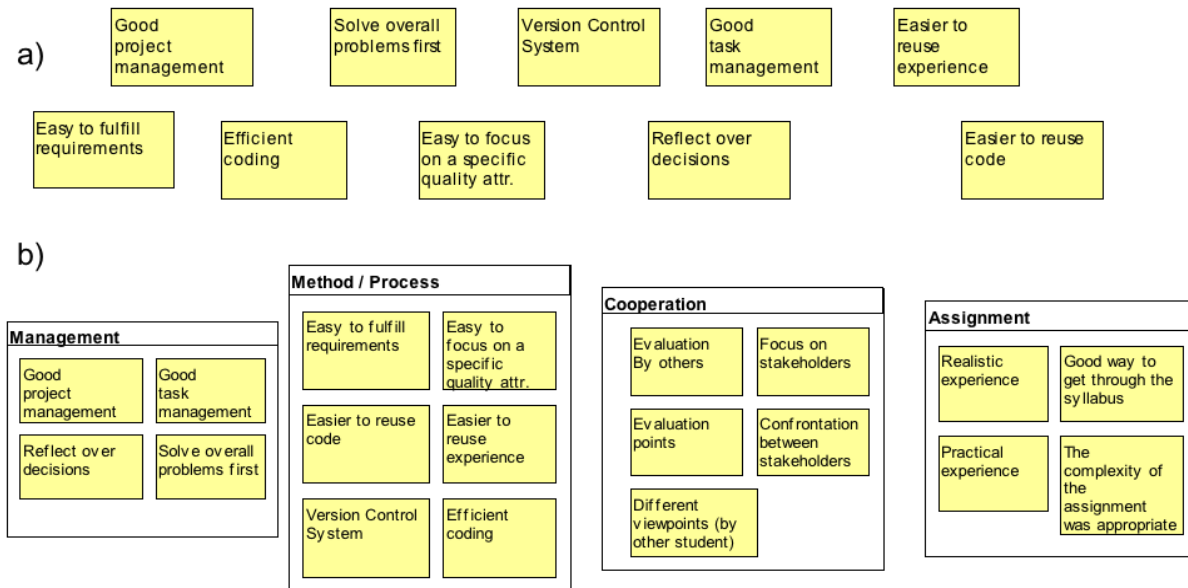 a)
Good
project
management
Solve overall
problems first
Version Control
System
Good
task
management
Easier to
reuse
experience
Easy to fulfill
requirements
Efficient
coding
Easy to focus
on a specific
quality attr.
Reflect over
decisions
Easier to reuse
code
b)
Management
Good
project
management
Good
task
management
Reflect over
decisions
Solve overall
problems first
Method / Process
Easy to fulfill
requirements
Easy to
focus on a
specific
quality attr.
Easier to reuse
code
Easier to
reuse
experience
Version Control
System
Efficient
coding
Cooperation
Evaluation
By others
Focus on
stakeholders
Evaluation
points
Confrontation
between
stakeholders
Different
viewpoints (by
other student)
Assignment
Realistic
experience
Good way to
get through the
syllabus
Practical
experience
The
complexity of
the
assignment
was appropriate